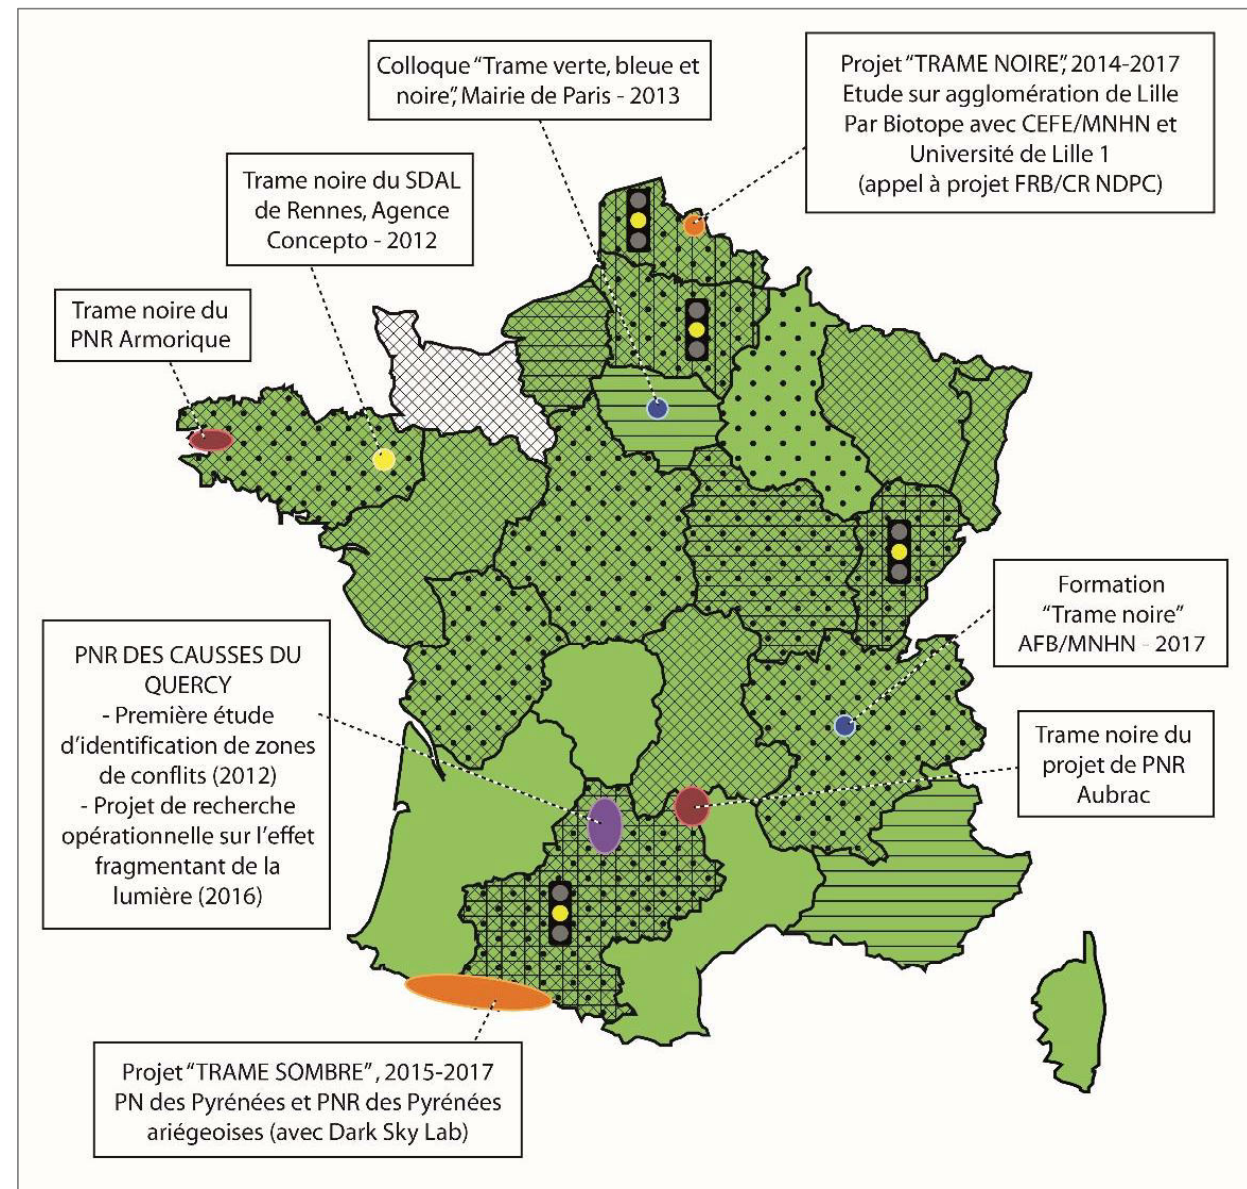 Colloque “Trame verte, bleue et
noire”, Mairie de Paris - 2013
Projet “TRAME NOIRE”, 2014-2017
Etude sur agglomération de Lille
Par Biotope avec CEFE/MNHN et
Université de Lille 1
(appel à projet FRB/CR NDPC)
Trame noire du SDAL
de Rennes, Agence
Concepto - 2012
Trame noire du
PNR Armorique
Formation
“Trame noire”
AFB/MNHN - 2017
PNR DES CAUSSES DU
QUERCY
- Première étude
d’identification de zones
de conflits (2012)
- Projet de recherche
opérationnelle sur l’effet
fragmentant de la
lumière (2016)
Trame noire du
projet de PNR
Aubrac
Projet “TRAME SOMBRE” , 2015-2017
PN des Pyrénées et PNR des Pyrénées
ariégeoises (avec Dark Sky Lab)